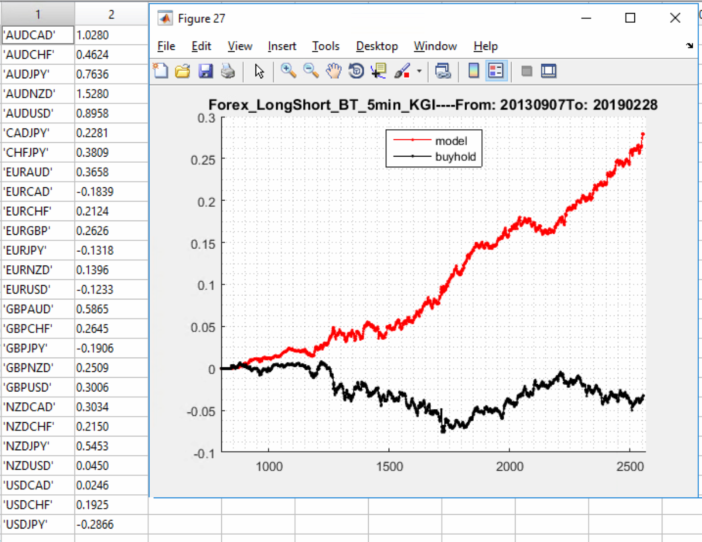 1 2
'AUDCAD' 1.0280
'AUDCHF' 0.4624
'AUDJPY' 0.7636
'AUDNZD' 1.5280
'AUDUSD' 0.8958
'CADJPY' 0.2281
'CHFJPY' 0.3809
'EURAUD' 0.3658
'EURCAD' -0.1839
'EURCHF' 0.2124
'EURGBP' 0.2626
'EURJPY' -0.1318
'EURNZD' 0.1396
'EURUSD' -0.1233
'GBPAUD' 0.5865
'GBPCHF' 0.2645
'GBPJPY' -0.1906
'GBPNZD' 0.2509
'GBPUSD' 0.3006
'NZDCAD' 0.3034
'NZDCHF' 0.2150
'NZDJPY' 0.5453
'NZDUSD' 0.0450
'USDCAD' 0.0246
'USDCHF' 0.1925
'USDJPY' -0.2866
Figure 27
File Edit View Insert Tools Desktop Window Help
Forex_LongShort_BT_5min_KGI----From: 20130907To: 20190228
model
buyhold
0.3
0.25
0.2
0.15
0.1
0.05
0
-0.05
-0.1
1000 1500 2000 2500